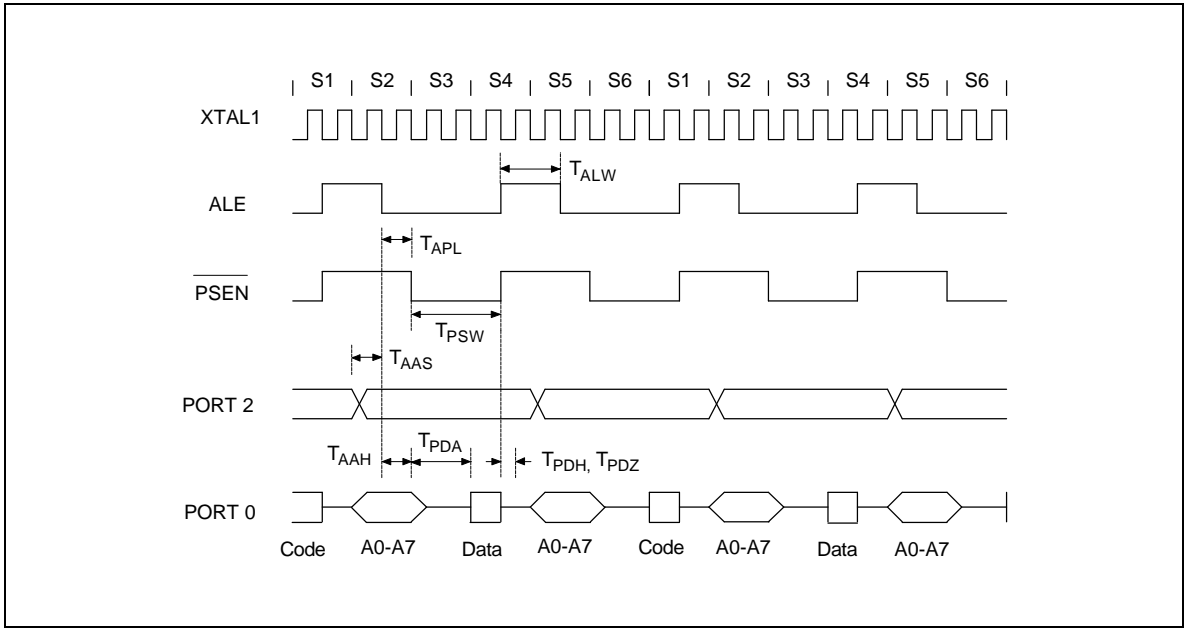 | S1 | S2 | S3 | S4 | S5 | S6 | S1 | S2 | S3 | S4 | S5 | S6 |
XTAL1
TALW
ALE
TAPL
PSEN
TPSW
TAAS
PORT 2
TAAH TPDA TPDH, TPDZ
PORT 0
Code A0-A7 Data A0-A7 Code A0-A7 Data A0-A7